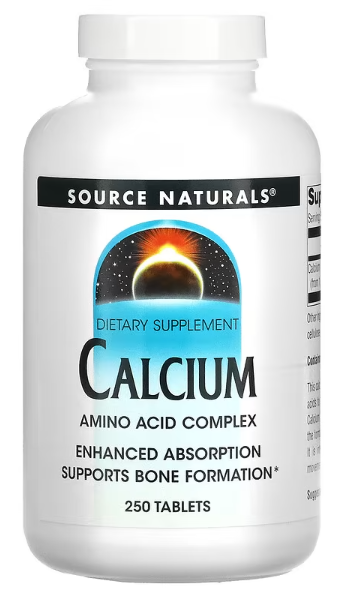 SOURCE NATURALS®
DIETARY SUPPLEMENT
CALCIUM
AMINO ACID COMPLEX
ENHANCED ABSORPTION
SUPPORTS BONE FORMATION*
250 TABLETS